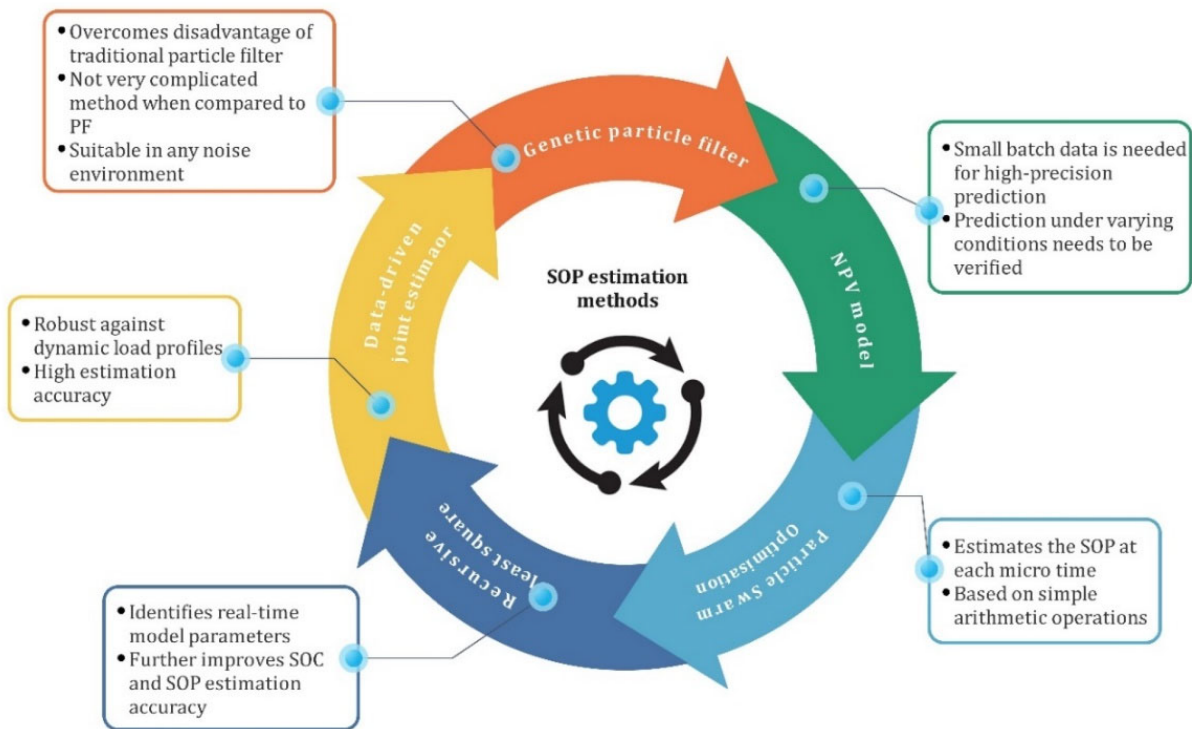 • Overcomes disadvantage of
traditional particle filter
• Not very complicated
method when compared to
PF
• Suitable in any noise
environment
Genetic particle filter
• Small batch data is needed
for high-precision
prediction
• Prediction under varying
conditions needs to be
verified
NPV model
SOP estimation
methods
Data-driven
joint estimaor
• Robust against
dynamic load profiles
• High estimation
accuracy
Particle Swarm
Optimisation
• Estimates the SOP at
each micro time
• Based on simple
arithmetic operations
Recursive
least square
• Identifies real-time
model parameters
• Further improves SOC
and SOP estimation
accuracy